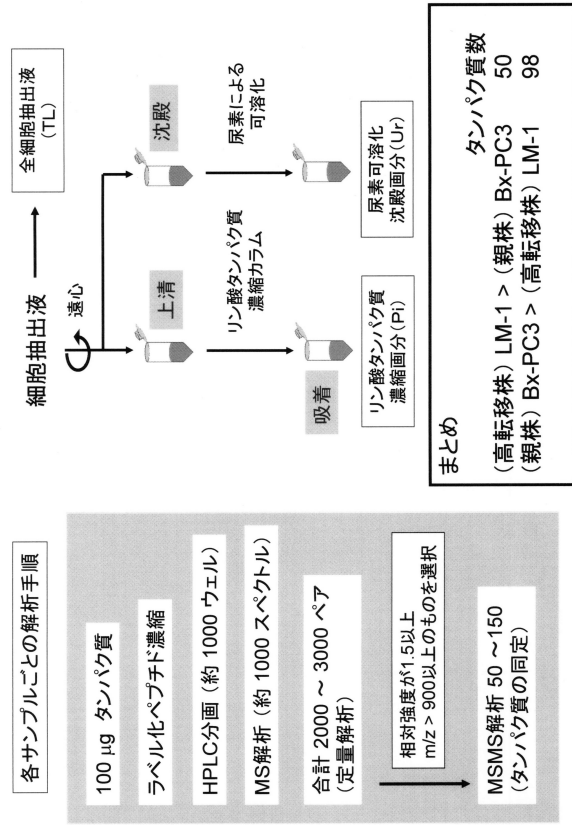 各サンプルごとの解析手順
100 μg タンパク質
ラベル化ペプチド濃縮
HPLC分画 (約 1000 ウェル)
MS解析 (約 1000 スペクトル)
合計 2000 ～ 3000 ペア
(定量解析)
相対強度が1.5以上
m/z > 900以上のものを選択
MSMS解析 50 ～150
(タンパク質の同定)
細胞抽出液
全細胞抽出液
(TL)
遠心
上清
沈殿
リン酸タンパク質
濃縮カラム
尿素による
可溶化
吸着
リン酸タンパク質
濃縮画分(Pi)
尿素可溶化
沈殿画分(Ur)
まとめ
タンパク質数
(高転移株) LM-1 > (親株) Bx-PC3 50
(親株) Bx-PC3 > (高転移株) LM-1 98